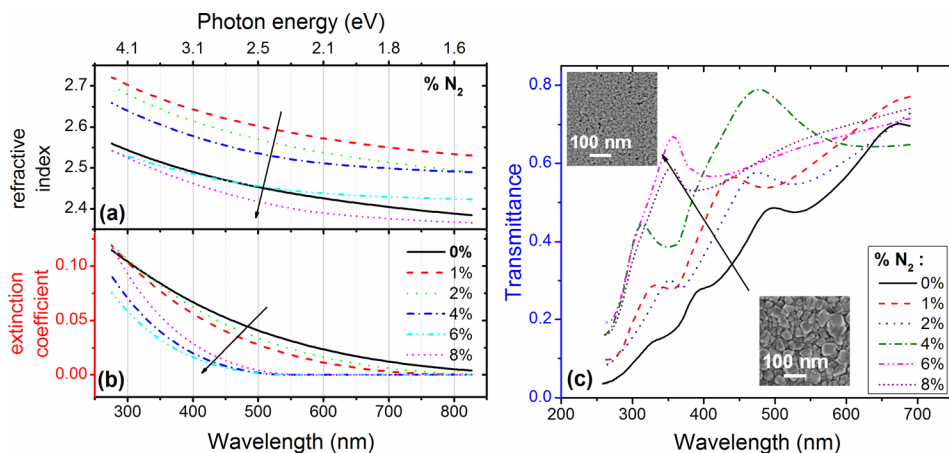 Photon energy (eV)
4.1 3.1 2.5 2.1 1.8 1.6
2.7
2.6
2.5
2.4
refractive
index
% N2
(a)
0.10
0.05
0.00
extinction
coefficient
0%
1%
2%
4%
6%
8%
(b)
300 400 500 600 700 800
Wavelength (nm)
0.8
0.6
0.4
0.2
0.0
Transmittance
100 nm
100 nm
% N2 :
0%
1%
2%
4%
6%
8%
(c)
200 300 400 500 600 700
Wavelength (nm)